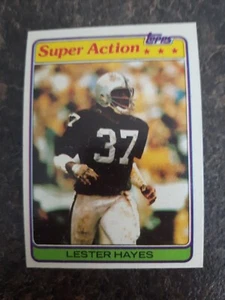 Topps
Super Action
37
LESTER HAYES